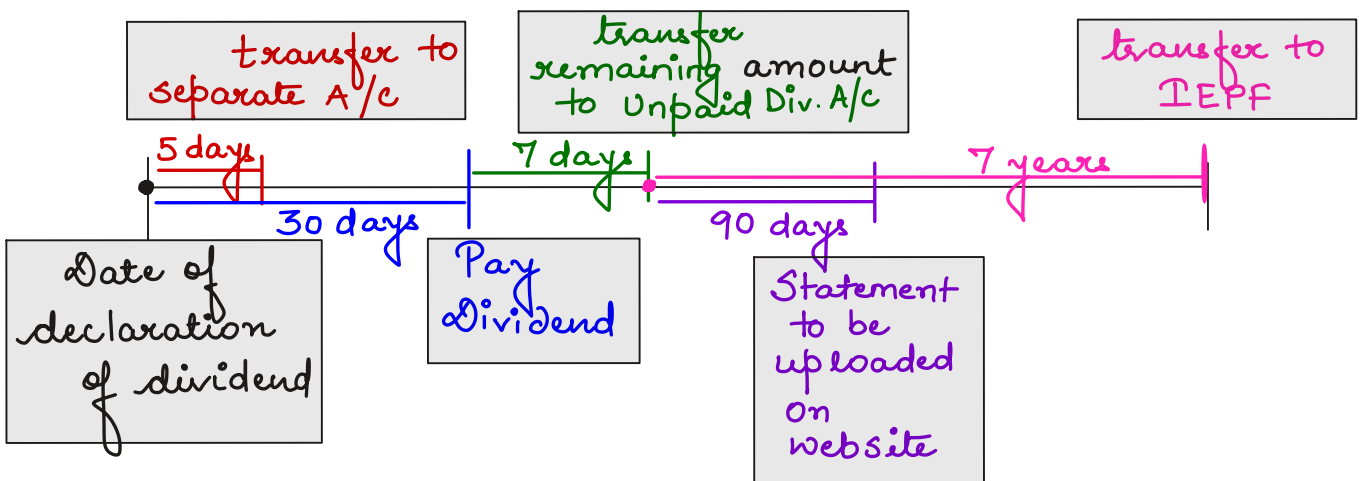 transfer to
separate A/c
transfer
remaining amount
to Unpaid Div. A/c
transfer to
IEPF
5 days
7 days
7 years
30 days
90 days
Date of
declaration
of dividend
Pay
Dividend
Statement
to be
uploaded
on
website